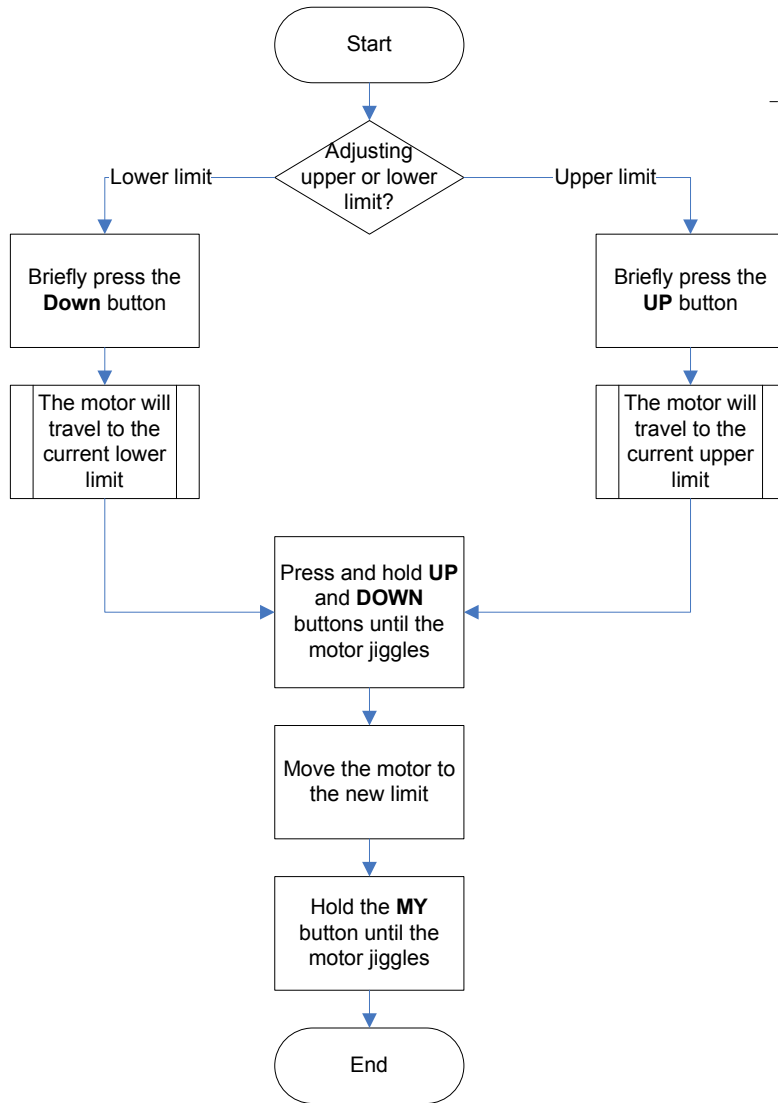 Start
Adjusting
upper or lower
limit?
Lower limit
Upper limit
Briefly press the
Down button
Briefly press the
UP button
The motor will
travel to the
current lower
limit
The motor will
travel to the
current upper
limit
Press and hold UP
and DOWN
buttons until the
motor jiggles
Move the motor to
the new limit
Hold the MY
button until the
motor jiggles
End